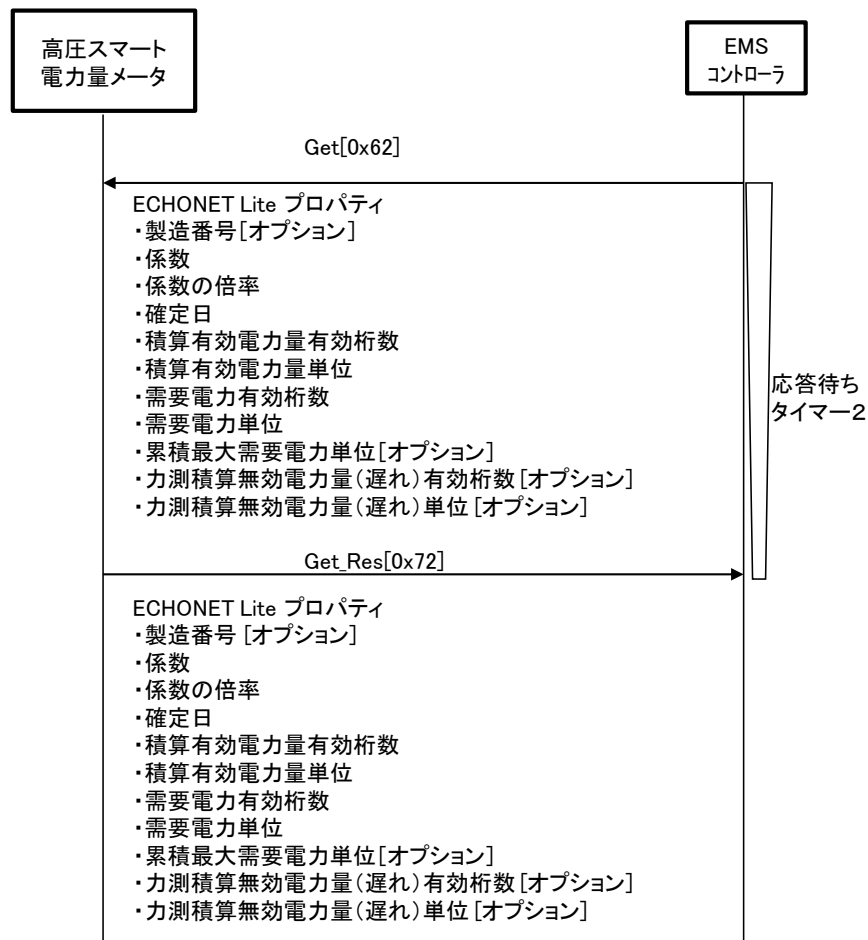 高圧スマート
電力量メータ
EMS
コントローラ
Get[0x62]
ECHONET Lite プロパティ
・製造番号[オプション]
・係数
・係数の倍率
・確定日
・積算有効電力量有効桁数
・積算有効電力量単位
・需要電力有効桁数
・需要電力単位
・累積最大需要電力単位[オプション]
・力測積算無効電力量(遅れ)有効桁数[オプション]
・力測積算無効電力量(遅れ)単位[オプション]
応答待ち
タイマー2
Get_Res[0x72]
ECHONET Lite プロパティ
・製造番号 [オプション]
・係数
・係数の倍率
・確定日
・積算有効電力量有効桁数
・積算有効電力量単位
・需要電力有効桁数
・需要電力単位
・累積最大需要電力単位[オプション]
・力測積算無効電力量(遅れ)有効桁数[オプション]
・力測積算無効電力量(遅れ)単位[オプション]